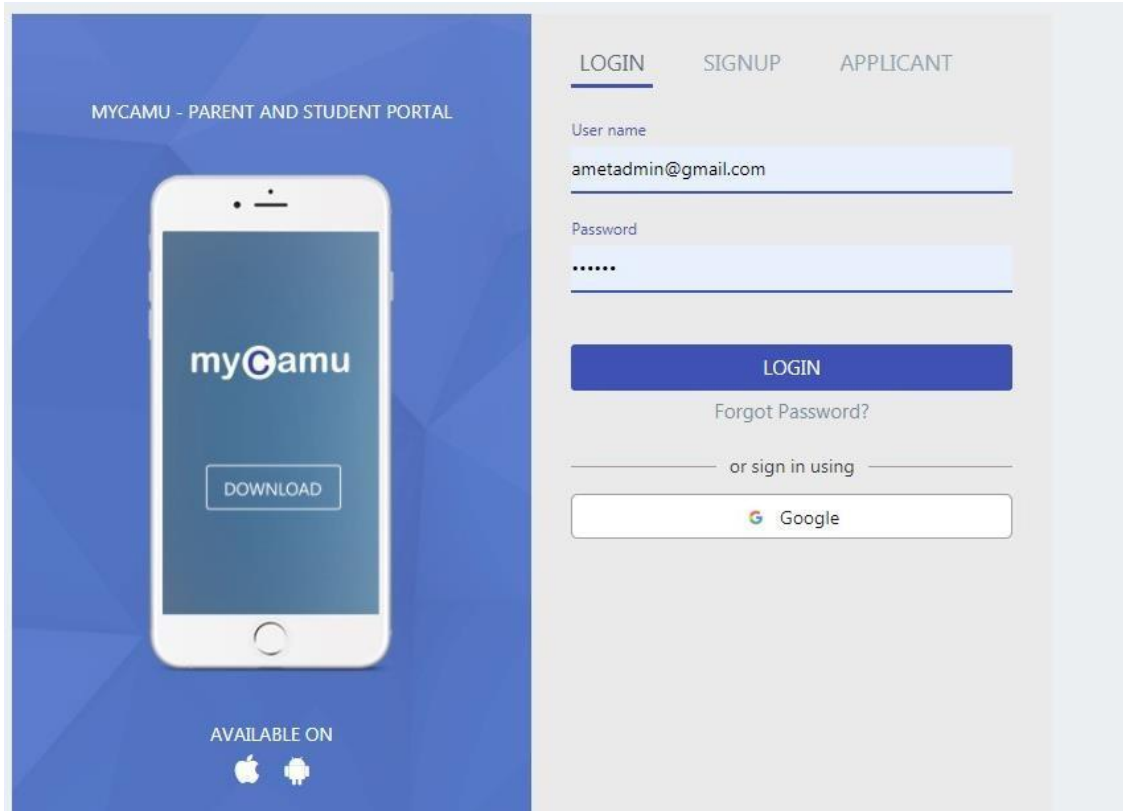 MYCAMU - PARENT AND STUDENT PORTAL
myCamu
DOWNLOAD
AVAILABLE ON
LOGIN SIGNUP APPLICANT
User name
ametadmin@gmail.com
Password
••••••
LOGIN
Forgot Password?
or sign in using
G Google